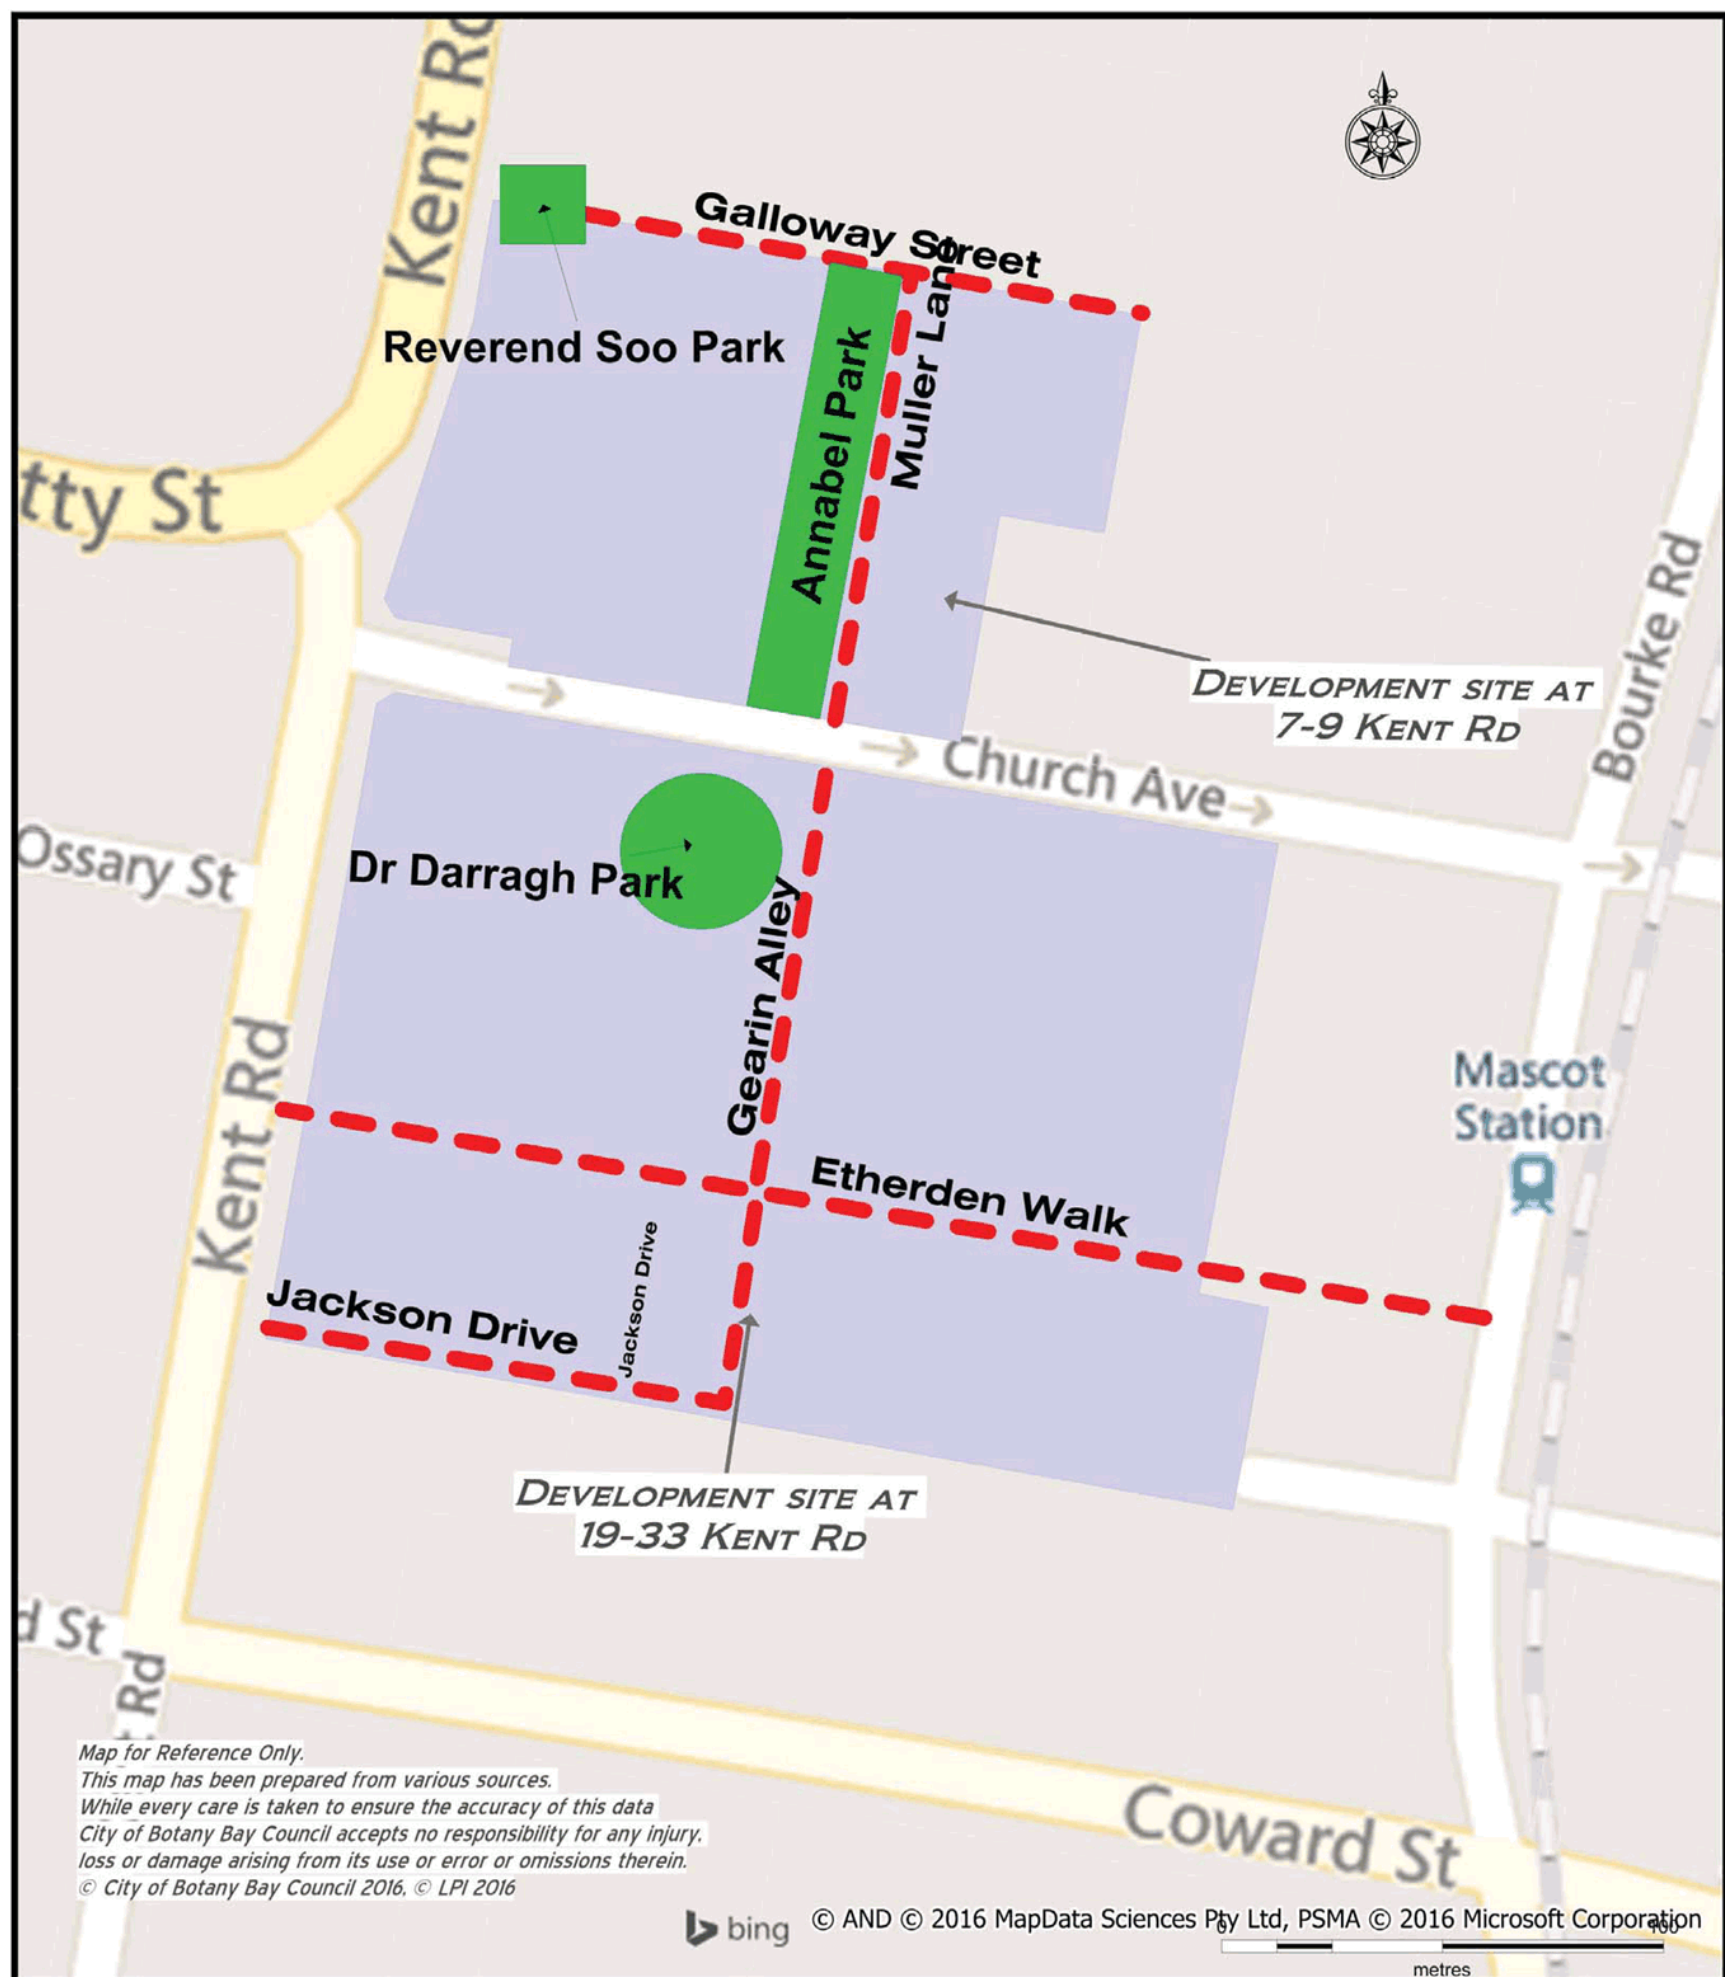 Kent Rd
Galloway Street
Muller Lane
Reverend Soo Park
Annabel Park
tty St
Bourke Rd
DEVELOPMENT SITE AT
7-9 KENT RD
Church Ave
Ossary St
Dr Darragh Park
Gearin Alley
Kent Rd
Mascot
Station
Etherden Walk
Jackson Drive
Jackson Drive
DEVELOPMENT SITE AT
19-33 KENT RD
d St
t Rd
Coward St
Map for Reference Only.
This map has been prepared from various sources.
While every care is taken to ensure the accuracy of this data
City of Botany Bay Council accepts no responsibility for any injury,
loss or damage arising from its use or error or omissions therein.
© City of Botany Bay Council 2016, © LPI 2016
bing
© AND © 2016 MapData Sciences Pty Ltd, PSMA © 2016 Microsoft Corporation
0 100
metres